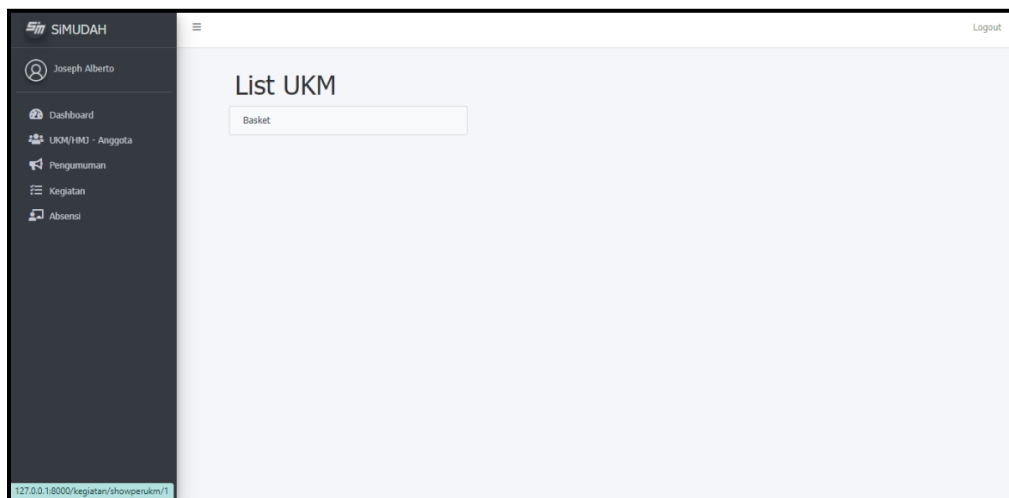 Sm SiMUDAH
Logout
Joseph Alberto
List UKM
Dashboard
Basket
UKM/HMJ - Anggota
Pengumuman
Kegiatan
Absensi
127.0.0.1:8000/kegiatan/showperukm/1